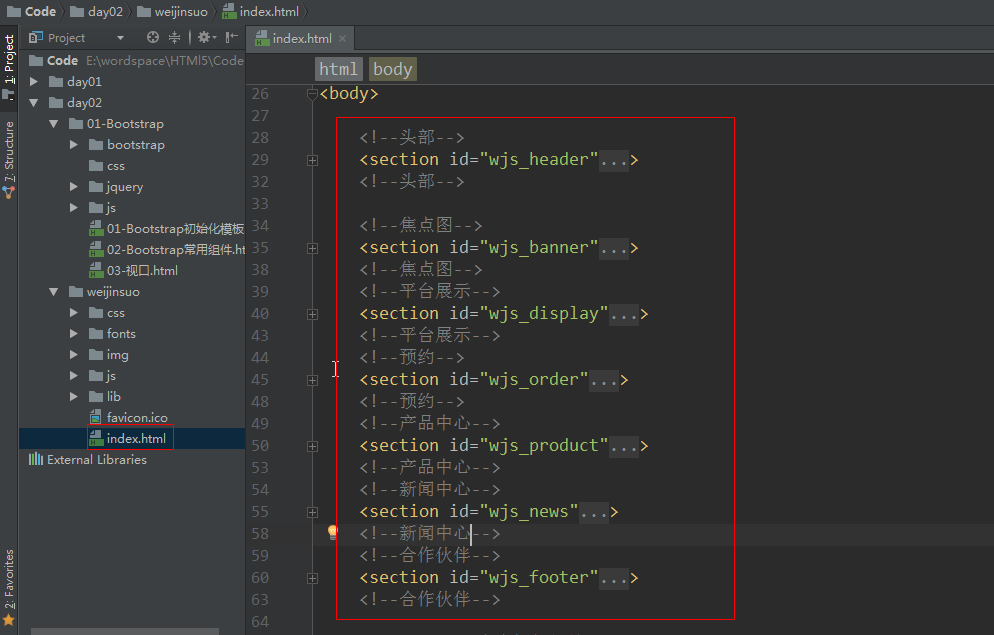 Code day02 weijinsuo index.html
Project
index.html ×
1: Project
7: Structure
2: Favorites
Code E:\wordspace\HTMl5\Code
day01
day02
01-Bootstrap
bootstrap
css
jquery
js
01-Bootstrap初始化模板
02-Bootstrap常用组件.ht
03-视口.html
weijinsuo
css
fonts
img
js
lib
favicon.ico
index.html
External Libraries
html body
26 <body>
27
28 <!--头部-->
29 <section id="wjs_header"...>
32 <!--头部-->
33
34 <!--焦点图-->
35 <section id="wjs_banner"...>
38 <!--焦点图-->
39 <!--平台展示-->
40 <section id="wjs_display"...>
43 <!--平台展示-->
44 <!--预约-->
45 <section id="wjs_order"...>
48 <!--预约-->
49 <!--产品中心-->
50 <section id="wjs_product"...>
53 <!--产品中心-->
54 <!--新闻中心-->
55 <section id="wjs_news"...>
58 <!--新闻中心-->
59 <!--合作伙伴-->
60 <section id="wjs_footer"...>
63 <!--合作伙伴-->
64